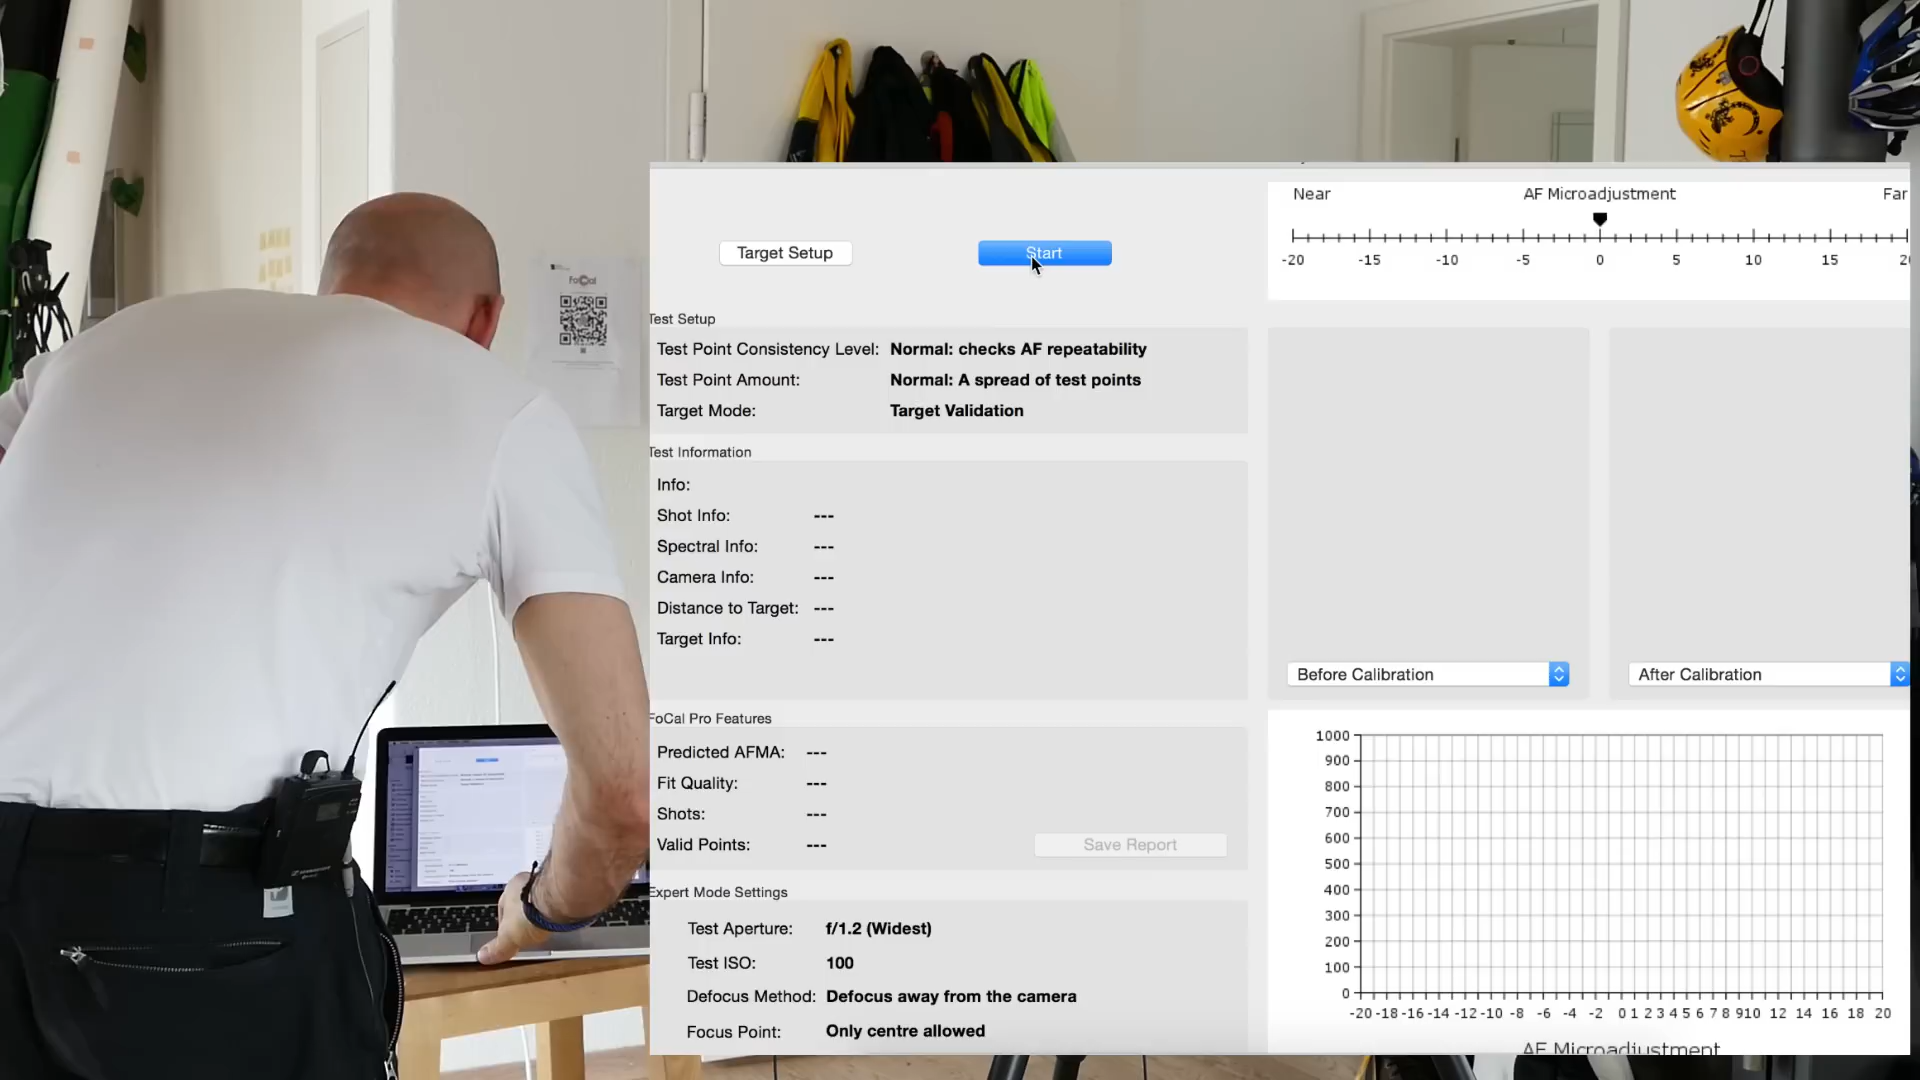 FoCal
Near AF Microadjustment Far
-20 -15 -10 -5 0 5 10 15
Target Setup Start
Test Setup
Test Point Consistency Level: Normal: checks AF repeatability
Test Point Amount: Normal: A spread of test points
Target Mode: Target Validation
Test Information
Info:
Shot Info: ---
Spectral Info: ---
Camera Info: ---
Distance to Target: ---
Target Info: ---
Before Calibration
After Calibration
FoCal Pro Features
Predicted AFMA: ---
Fit Quality: ---
Shots: ---
Valid Points: ---
Save Report
Expert Mode Settings
Test Aperture: f/1.2 (Widest)
Test ISO: 100
Defocus Method: Defocus away from the camera
Focus Point: Only centre allowed
1000
900
800
700
600
500
400
300
200
100
0
-20 -18 -16 -14 -12 -10 -8 -6 -4 -2 0 1 2 3 4 5 6 7 8 9 10 12 14 16 18 20
AF Microadjustment